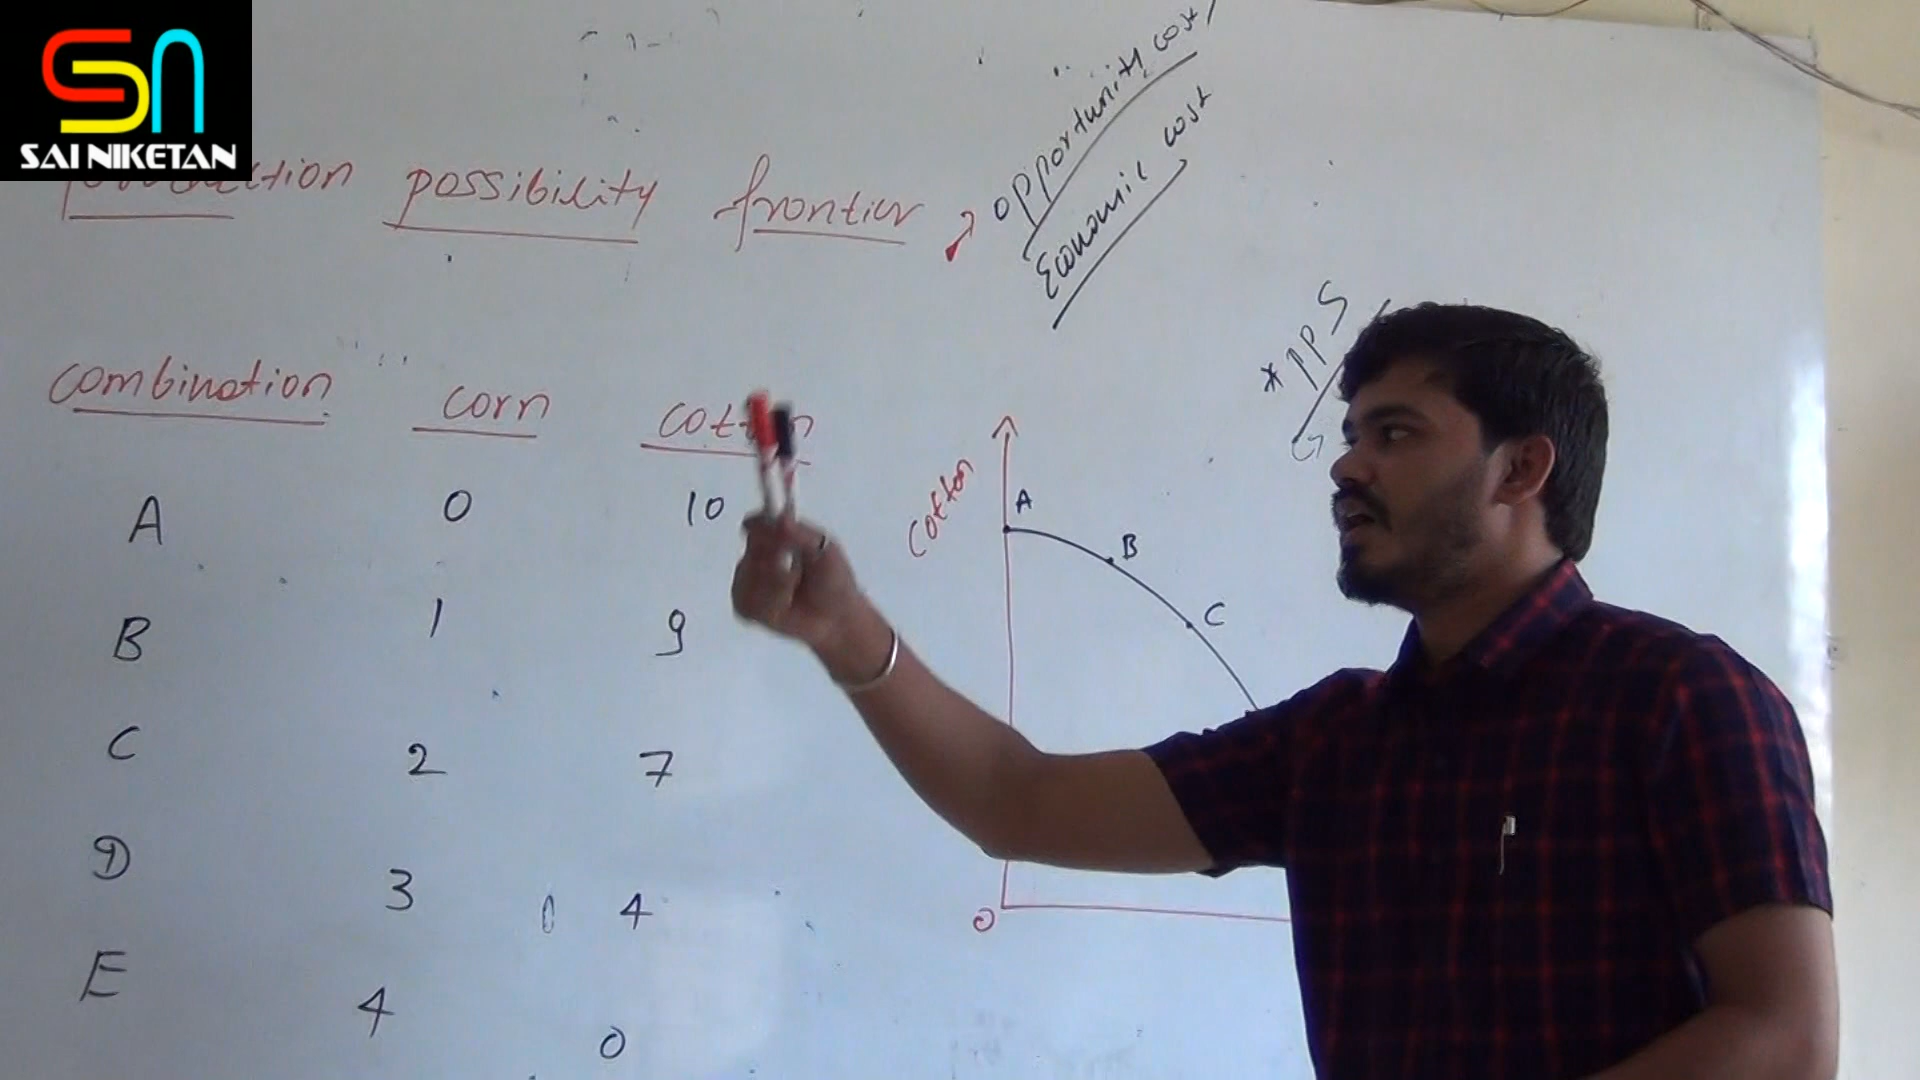 SAI NIKETAN
possibility frontier
opportunity cost
Economic cost
* PPS
combination corn cotton
A 0 10
B 1 9
C 2 7
D 3 4
E 4 0
cotton
A
B
C
O